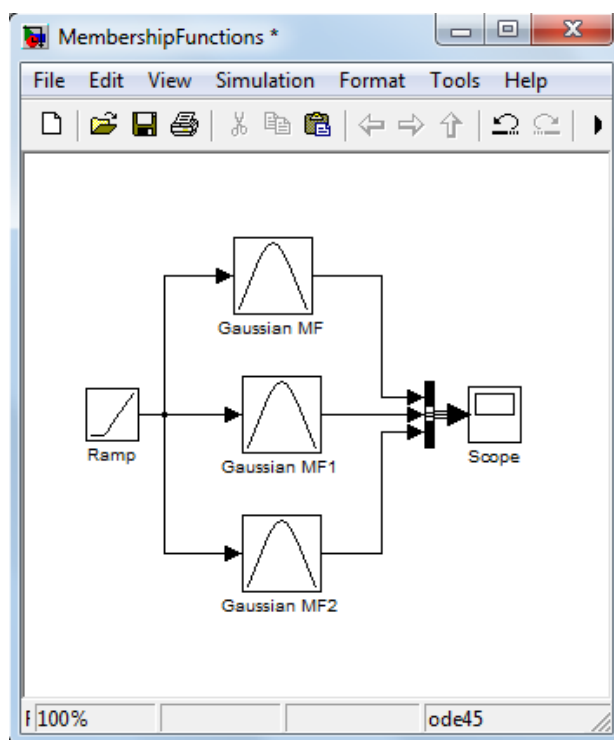 MembershipFunctions *
File Edit View Simulation Format Tools Help
Gaussian MF
Ramp
Gaussian MF1
Scope
Gaussian MF2
100% ode45